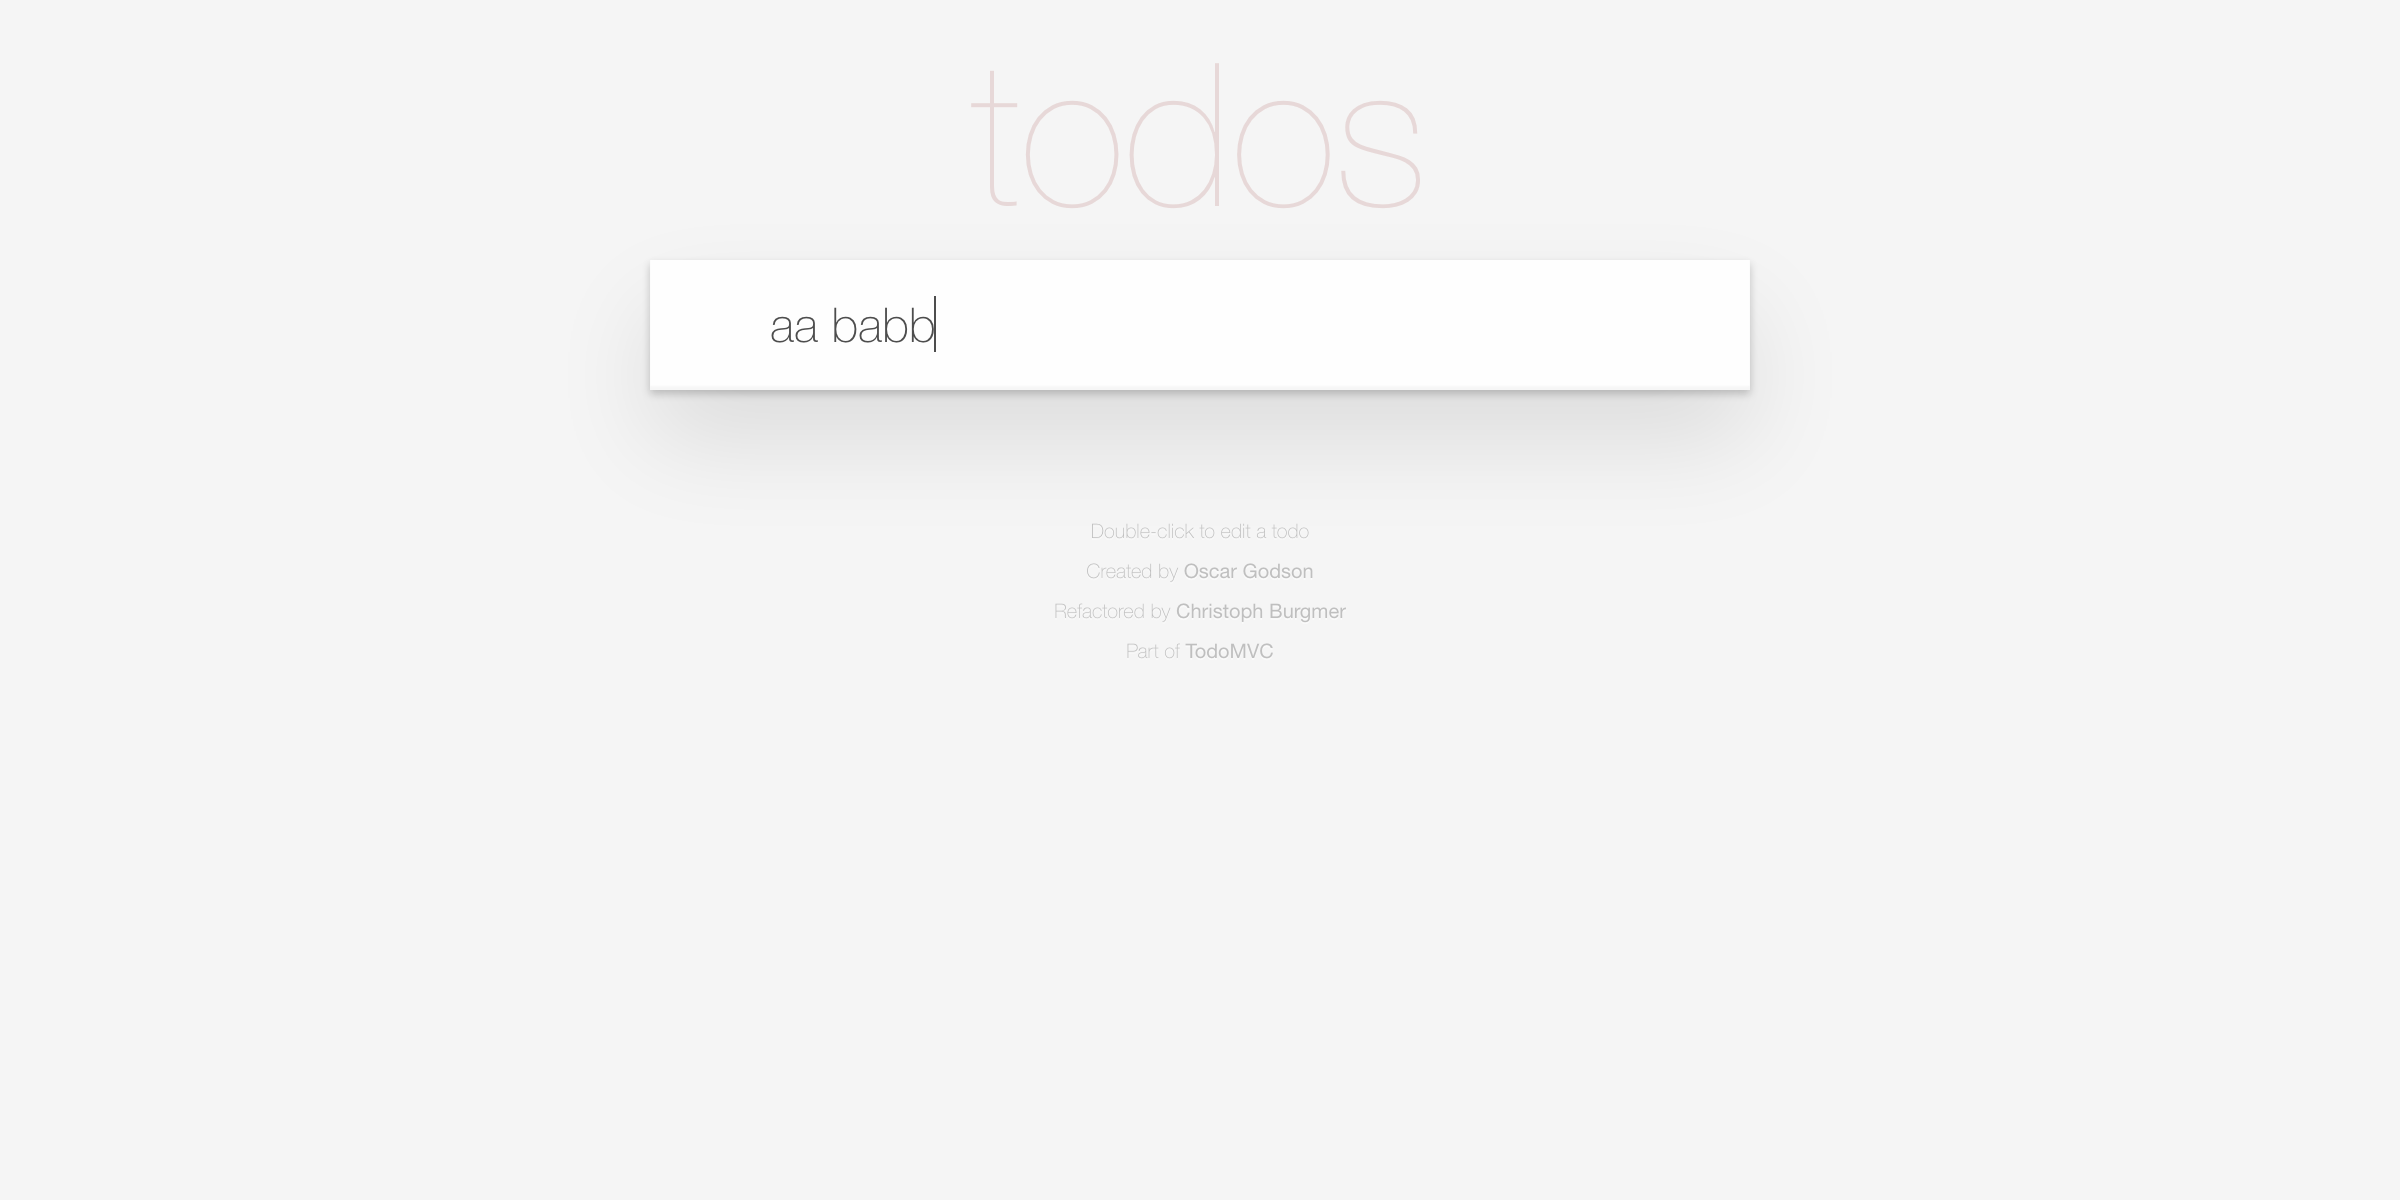 todos
aa babb
Double-click to edit a todo
Created by Oscar Godson
Refactored by Christoph Burgmer
Part of TodoMVC